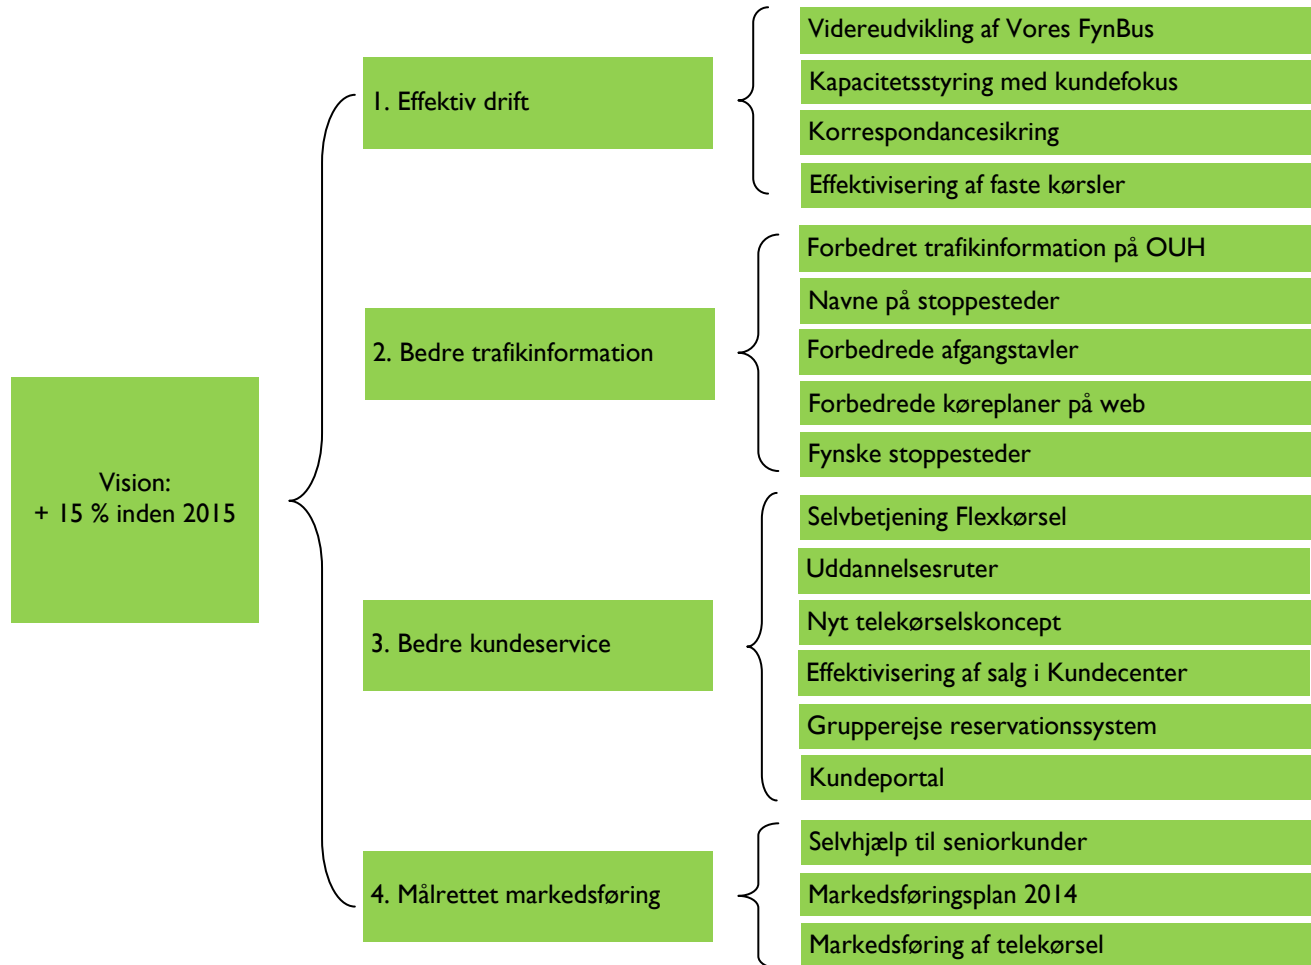 Vision:
+ 15 % inden 2015
1. Effektiv drift
Videreudvikling af Vores FynBus
Kapacitetsstyring med kundefokus
Korrespondancesikring
Effektivisering af faste kørsler
2. Bedre trafikinformation
Forbedret trafikinformation på OUH
Navne på stoppesteder
Forbedrede afgangstavler
Forbedrede køreplaner på web
Fynske stoppesteder
3. Bedre kundeservice
Selvbetjening Flexkørsel
Uddannelsesruter
Nyt telekørselskoncept
Effektivisering af salg i Kundecenter
Grupperejse reservationssystem
Kundeportal
4. Målrettet markedsføring
Selvhjælp til seniorkunder
Markedsføringsplan 2014
Markedsføring af telekørsel